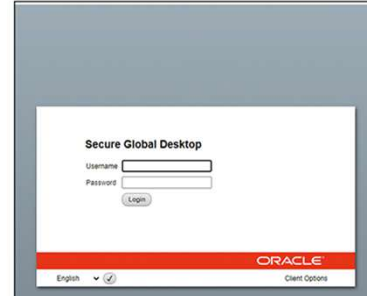 Secure Global Desktop
Username
Password
Login
ORACLE
English
Client Options